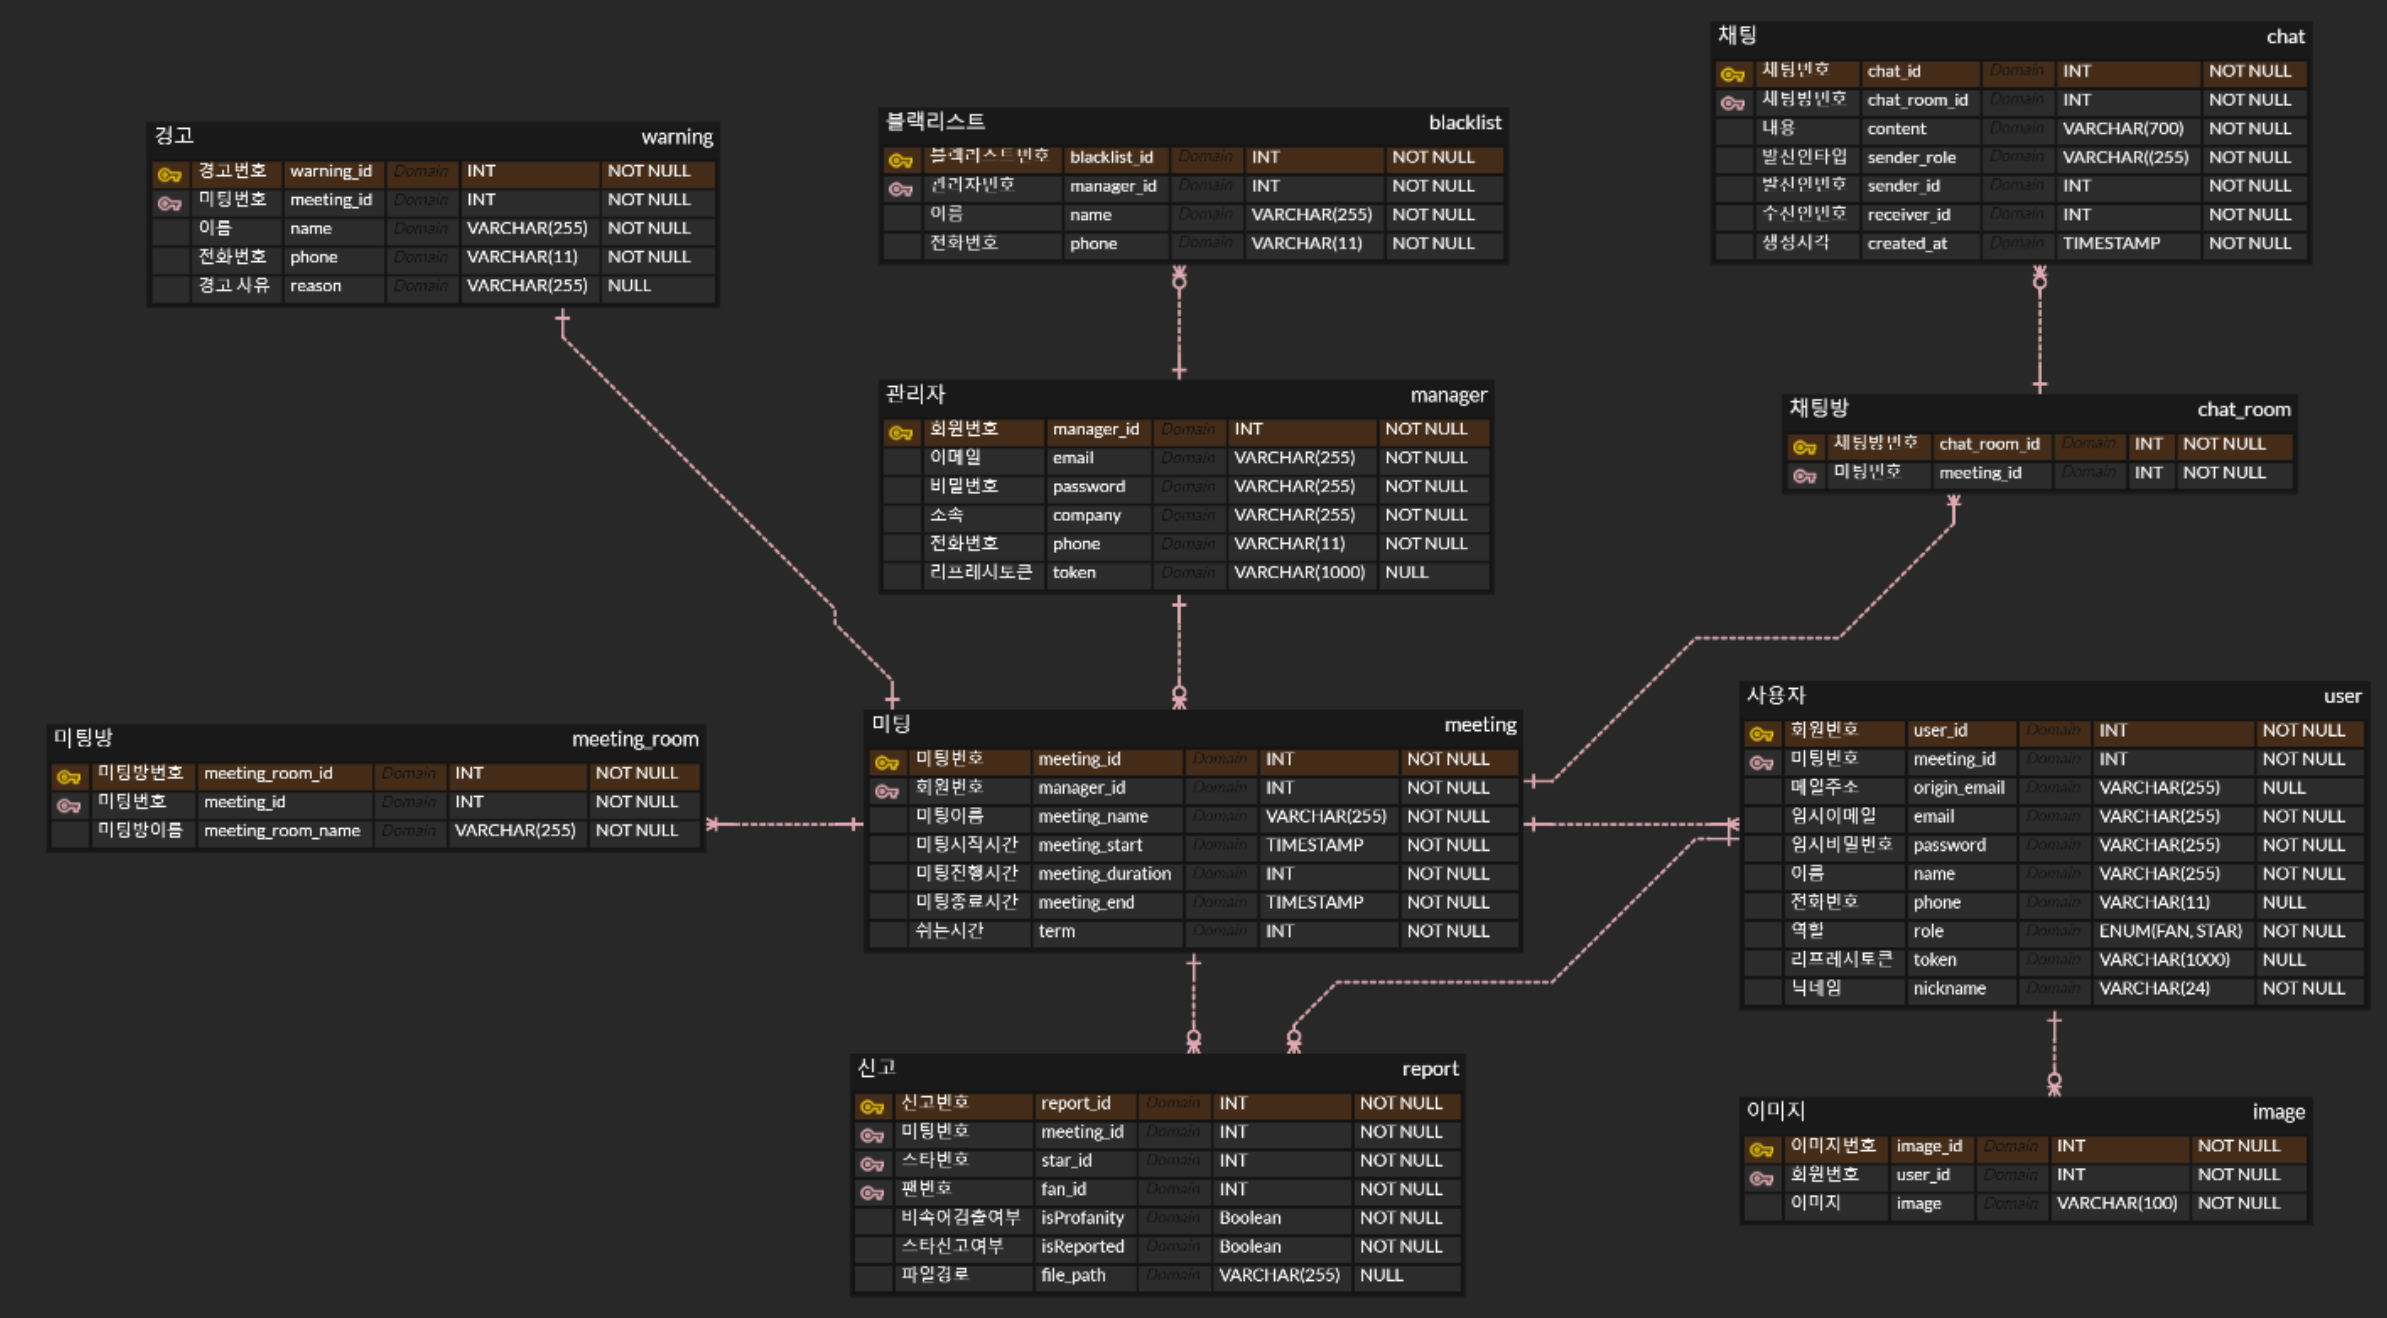 채팅 chat
채팅번호 chat_id Domain INT NOT NULL
채팅방번호 chat_room_id Domain INT NOT NULL
내용 content Domain VARCHAR(700) NOT NULL
발신인타입 sender_role Domain VARCHAR((255) NOT NULL
발신인번호 sender_id Domain INT NOT NULL
수신인번호 receiver_id Domain INT NOT NULL
생성시각 created_at Domain TIMESTAMP NOT NULL
경고 warning
경고번호 warning_id Domain INT NOT NULL
미팅번호 meeting_id Domain INT NOT NULL
이름 name Domain VARCHAR(255) NOT NULL
전화번호 phone Domain VARCHAR(11) NOT NULL
경고 사유 reason Domain VARCHAR(255) NULL
블랙리스트 blacklist
블랙리스트번호 blacklist_id Domain INT NOT NULL
관리자번호 manager_id Domain INT NOT NULL
이름 name Domain VARCHAR(255) NOT NULL
전화번호 phone Domain VARCHAR(11) NOT NULL
관리자 manager
회원번호 manager_id Domain INT NOT NULL
이메일 email Domain VARCHAR(255) NOT NULL
비밀번호 password Domain VARCHAR(255) NOT NULL
소속 company Domain VARCHAR(255) NOT NULL
전화번호 phone Domain VARCHAR(11) NOT NULL
리프레시토큰 token Domain VARCHAR(1000) NULL
채팅방 chat_room
채팅방번호 chat_room_id Domain INT NOT NULL
미팅번호 meeting_id Domain INT NOT NULL
미팅방 meeting_room
미팅방번호 meeting_room_id Domain INT NOT NULL
미팅번호 meeting_id Domain INT NOT NULL
미팅방이름 meeting_room_name Domain VARCHAR(255) NOT NULL
미팅 meeting
미팅번호 meeting_id Domain INT NOT NULL
회원번호 manager_id Domain INT NOT NULL
미팅이름 meeting_name Domain VARCHAR(255) NOT NULL
미팅시작시간 meeting_start Domain TIMESTAMP NOT NULL
미팅진행시간 meeting_duration Domain INT NOT NULL
미팅종료시간 meeting_end Domain TIMESTAMP NOT NULL
쉬는시간 term Domain INT NOT NULL
사용자 user
회원번호 user_id Domain INT NOT NULL
미팅번호 meeting_id Domain INT NOT NULL
메일주소 origin_email Domain VARCHAR(255) NULL
임시이메일 email Domain VARCHAR(255) NOT NULL
임시비밀번호 password Domain VARCHAR(255) NOT NULL
이름 name Domain VARCHAR(255) NOT NULL
전화번호 phone Domain VARCHAR(11) NULL
역할 role Domain ENUM(FAN, STAR) NOT NULL
리프레시토큰 token Domain VARCHAR(1000) NULL
닉네임 nickname Domain VARCHAR(24) NOT NULL
신고 report
신고번호 report_id Domain INT NOT NULL
미팅번호 meeting_id Domain INT NOT NULL
스타번호 star_id Domain INT NOT NULL
팬번호 fan_id Domain INT NOT NULL
비속어검출여부 isProfanity Domain Boolean NOT NULL
스타신고여부 isReported Domain Boolean NOT NULL
파일경로 file_path Domain VARCHAR(255) NULL
이미지 image
이미지번호 image_id Domain INT NOT NULL
회원번호 user_id Domain INT NOT NULL
이미지 image Domain VARCHAR(100) NOT NULL